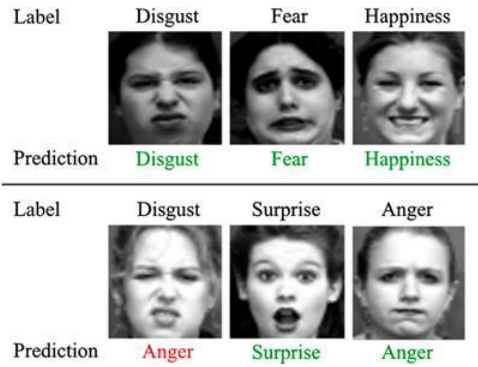 Label Disgust Fear Happiness
Prediction Disgust Fear Happiness
Label Disgust Surprise Anger
Prediction Anger Surprise Anger